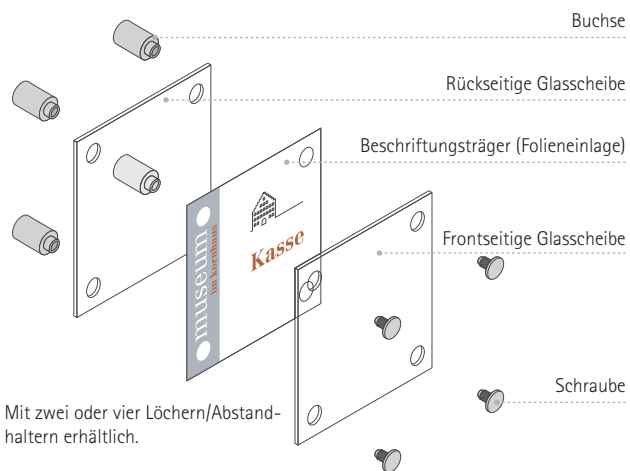 Buchse
Rückseitige Glasscheibe
Beschriftungsträger (Folieneinlage)
museum
im kornhaus
Kasse
Frontseitige Glasscheibe
Schraube
Mit zwei oder vier Löchern/Abstand-
haltern erhältlich.